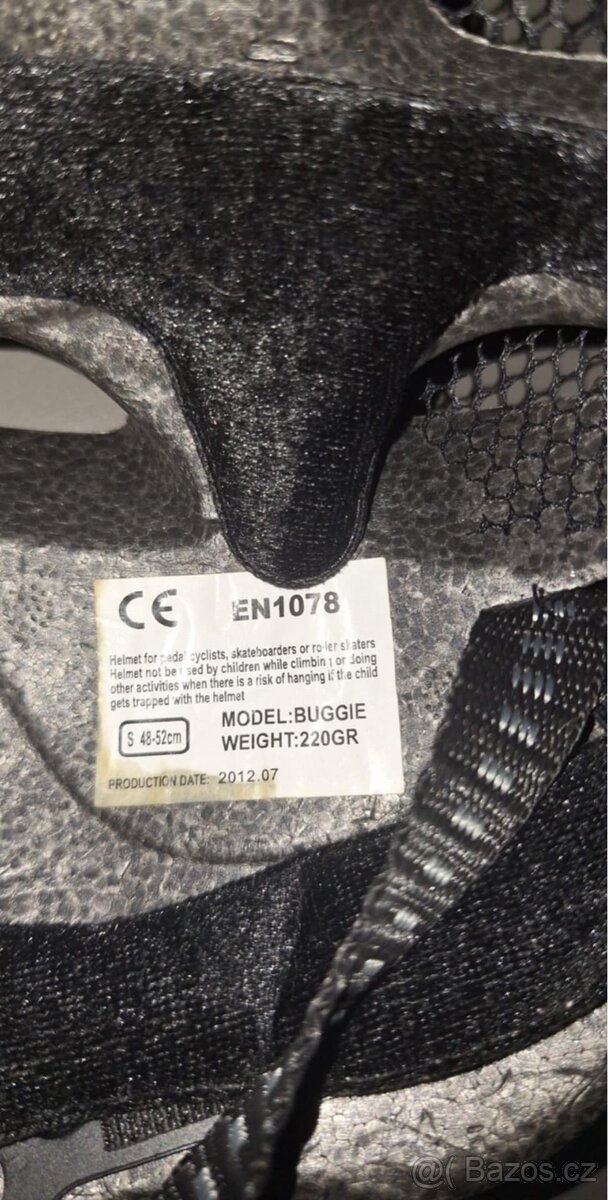 CE EN1078
Helmet for pedal cyclists, skateboarders or roller skaters
Helmet not be used by children while climbing or doing
other activities when there is a risk of hanging if the child
gets trapped with the helmet
S 48-52cm
MODEL:BUGGIE
WEIGHT:220GR
PRODUCTION DATE: 2012.07
@( Bazos.cz